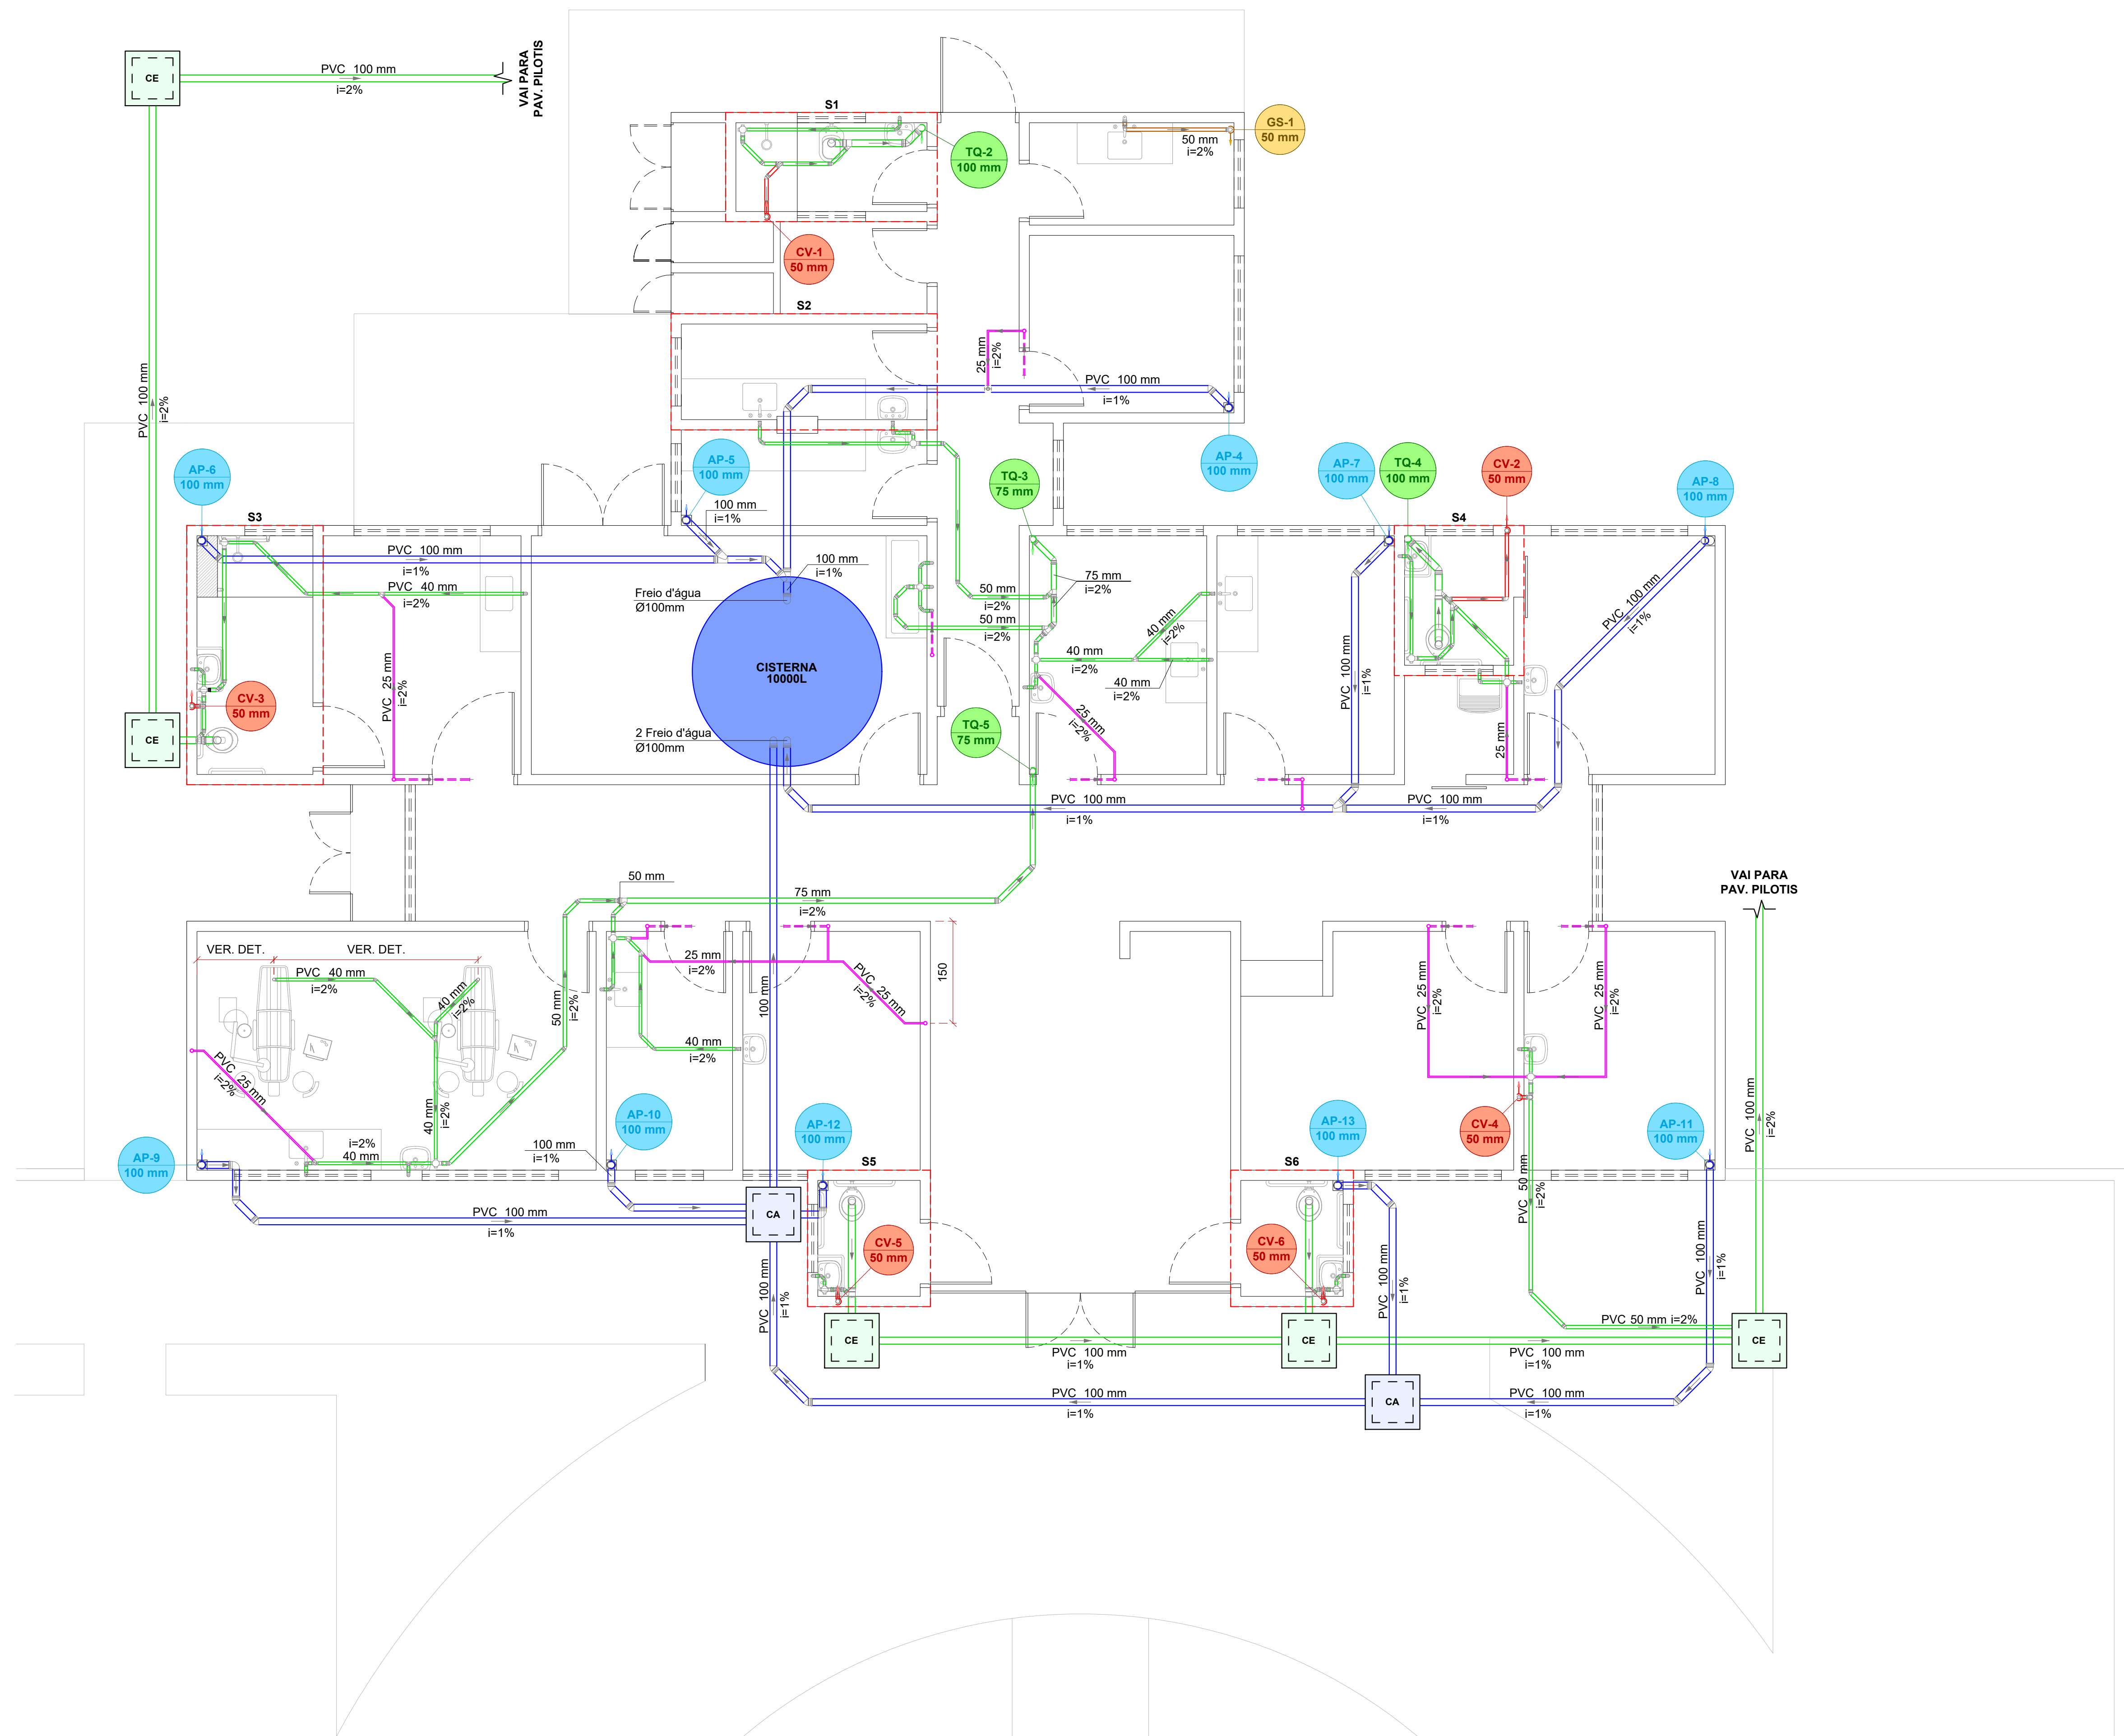 CE
PVC 100 mm
i=2%
VAI PARA
PAV. PILOTIS
S1
GS-1
50 mm
50 mm
i=2%
TQ-2
100 mm
CV-1
50 mm
S2
25 mm
i=2%
PVC 100 mm
i=1%
PVC 100 mm
i=2%
AP-6
100 mm
AP-5
100 mm
AP-4
100 mm
AP-7
100 mm
TQ-4
100 mm
CV-2
50 mm
AP-8
100 mm
TQ-3
75 mm
S3
100 mm
i=1%
S4
PVC 100 mm
i=1%
100 mm
i=1%
PVC 40 mm
i=2%
Freio d'água
Ø100mm
75 mm
i=2%
50 mm
i=2%
50 mm
i=2%
PVC 100 mm
i=1%
40 mm
i=2%
CISTERNA
10000L
40 mm
i=2%
40 mm
i=2%
PVC 100 mm
i=1%
CV-3
50 mm
PVC 25 mm
i=2%
25 mm
i=2%
25 mm
TQ-5
75 mm
2 Freio d'água
Ø100mm
CE
PVC 100 mm
i=1%
PVC 100 mm
i=1%
50 mm
75 mm
i=2%
VAI PARA
PAV. PILOTIS
VER. DET.
VER. DET.
PVC 40 mm
i=2%
40 mm
i=2%
50 mm
i=2%
25 mm
i=2%
100 mm
PVC 25 mm
i=2%
150
PVC 25 mm
i=2%
PVC 25 mm
i=2%
40 mm
i=2%
PVC 25 mm
i=2%
40 mm
i=2%
i=2%
40 mm
AP-9
100 mm
AP-10
100 mm
100 mm
i=1%
AP-12
100 mm
AP-13
100 mm
CV-4
50 mm
AP-11
100 mm
PVC 100 mm
i=2%
S5
S6
PVC 50 mm
i=2%
PVC 100 mm
i=1%
CA
CV-5
50 mm
CV-6
50 mm
PVC 100 mm
i=1%
PVC 100 mm
i=1%
PVC 100 mm
i=1%
PVC 50 mm i=2%
CE
CE
CE
PVC 100 mm
i=1%
PVC 100 mm
i=1%
PVC 100 mm
i=1%
CA
PVC 100 mm
i=1%